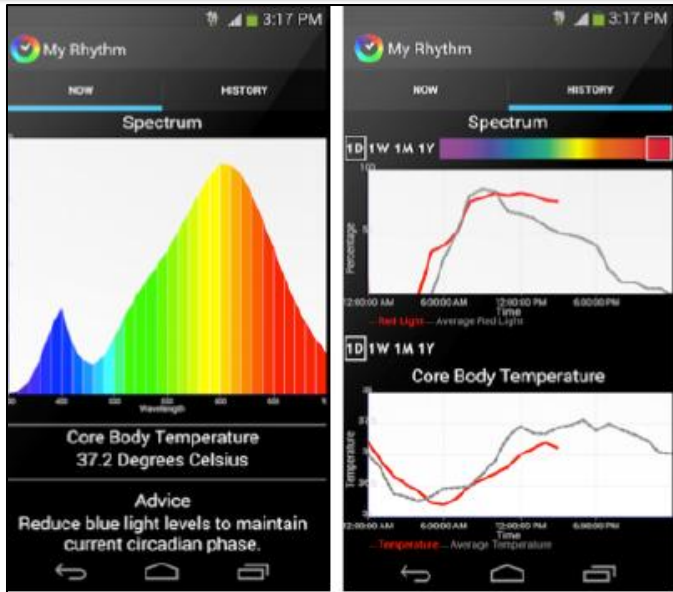 3:17 PM
My Rhythm
NOW HISTORY
Spectrum
400
Wavelength
Core Body Temperature
37.2 Degrees Celsius
Advice
Reduce blue light levels to maintain
current circadian phase.
3:17 PM
My Rhythm
NOW HISTORY
Spectrum
1D 1W 1M 1Y
100
Percentage
12:00:00 AM 6:00:00 AM 12:00:00 PM 6:00:00 PM
Time
Red Light Average Red Light
1D 1W 1M 1Y
Core Body Temperature
Temperature
12:00:00 AM 6:00:00 AM 12:00:00 PM 6:00:00 PM
Time
Temperature Average Temperature